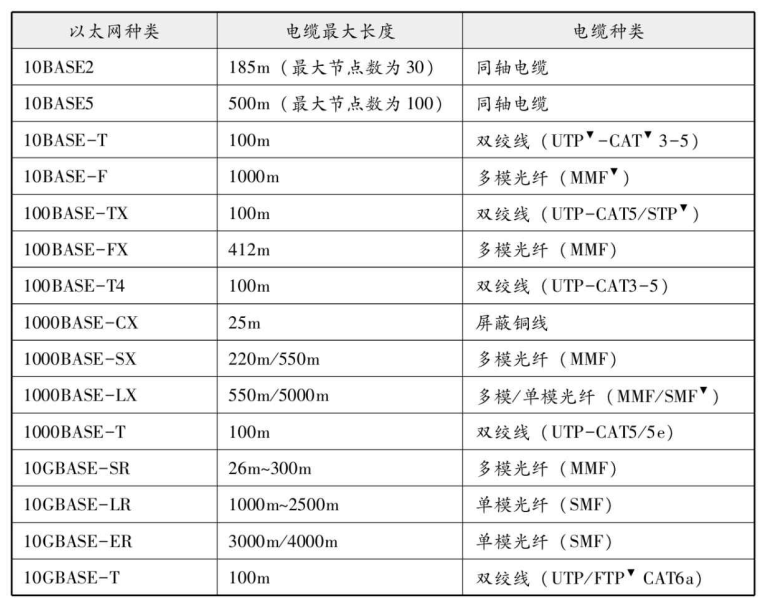 以太网种类 电缆最大长度 电缆种类
10BASE2 185m（最大节点数为30） 同轴电缆
10BASE5 500m（最大节点数为100） 同轴电缆
10BASE-T 100m 双绞线（UTP▼-CAT▼ 3-5）
10BASE-F 1000m 多模光纤（MMF▼）
100BASE-TX 100m 双绞线（UTP-CAT5/STP▼）
100BASE-FX 412m 多模光纤（MMF）
100BASE-T4 100m 双绞线（UTP-CAT3-5）
1000BASE-CX 25m 屏蔽铜线
1000BASE-SX 220m/550m 多模光纤（MMF）
1000BASE-LX 550m/5000m 多模/单模光纤（MMF/SMF▼）
1000BASE-T 100m 双绞线（UTP-CAT5/5e）
10GBASE-SR 26m~300m 多模光纤（MMF）
10GBASE-LR 1000m~2500m 单模光纤（SMF）
10GBASE-ER 3000m/4000m 单模光纤（SMF）
10GBASE-T 100m 双绞线（UTP/FTP▼ CAT6a）